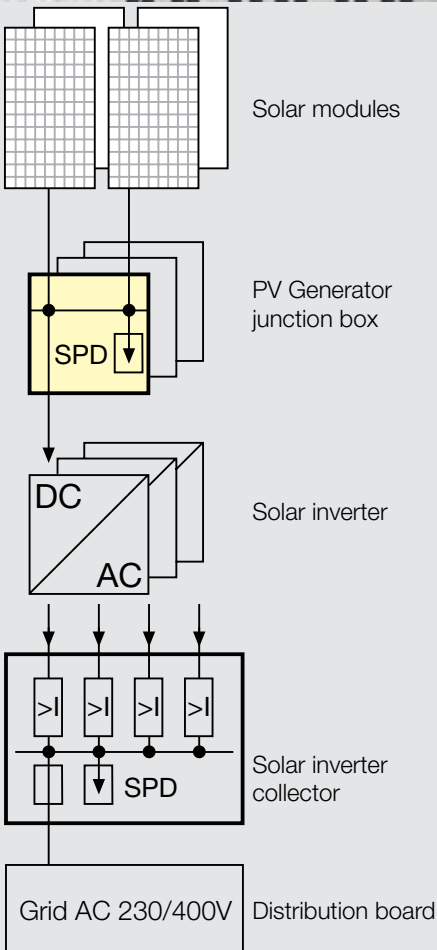 Solar modules
PV Generator
junction box
SPD
DC
AC
Solar inverter
>I >I >I >I
SPD
Solar inverter
collector
Grid AC 230/400V
Distribution board